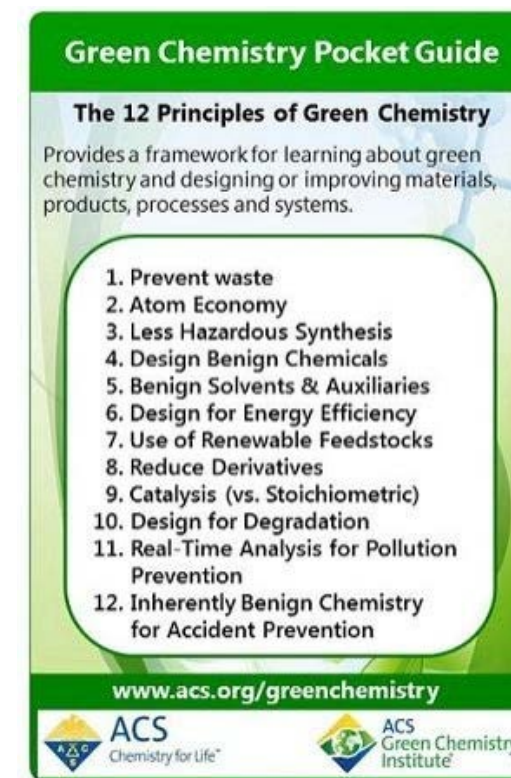 Green Chemistry Pocket Guide
The 12 Principles of Green Chemistry
Provides a framework for learning about green
chemistry and designing or improving materials,
products, processes and systems.
1. Prevent waste
2. Atom Economy
3. Less Hazardous Synthesis
4. Design Benign Chemicals
5. Benign Solvents & Auxiliaries
6. Design for Energy Efficiency
7. Use of Renewable Feedstocks
8. Reduce Derivatives
9. Catalysis (vs. Stoichiometric)
10. Design for Degradation
11. Real-Time Analysis for Pollution
Prevention
12. Inherently Benign Chemistry
for Accident Prevention
www.acs.org/greenchemistry
ACS
Chemistry for Life™
ACS
Green Chemistry
Institute®